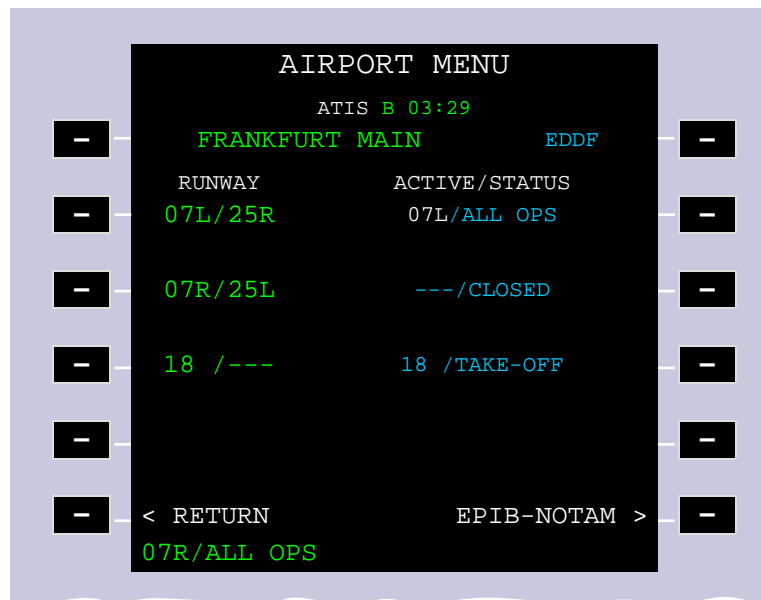 AIRPORT MENU
ATIS B 03:29
FRANKFURT MAIN EDDF
RUNWAY ACTIVE/STATUS
07L/25R 07L/ALL OPS
07R/25L ---/CLOSED
18 /--- 18 /TAKE-OFF
< RETURN EPIB-NOTAM >
07R/ALL OPS